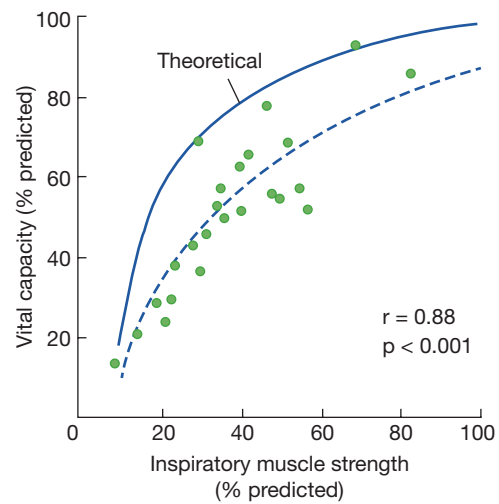 100
80
60
40
20
0
20
40
60
80
100
Vital capacity (% predicted)
Theoretical
r = 0.88
p < 0.001
Inspiratory muscle strength
(% predicted)